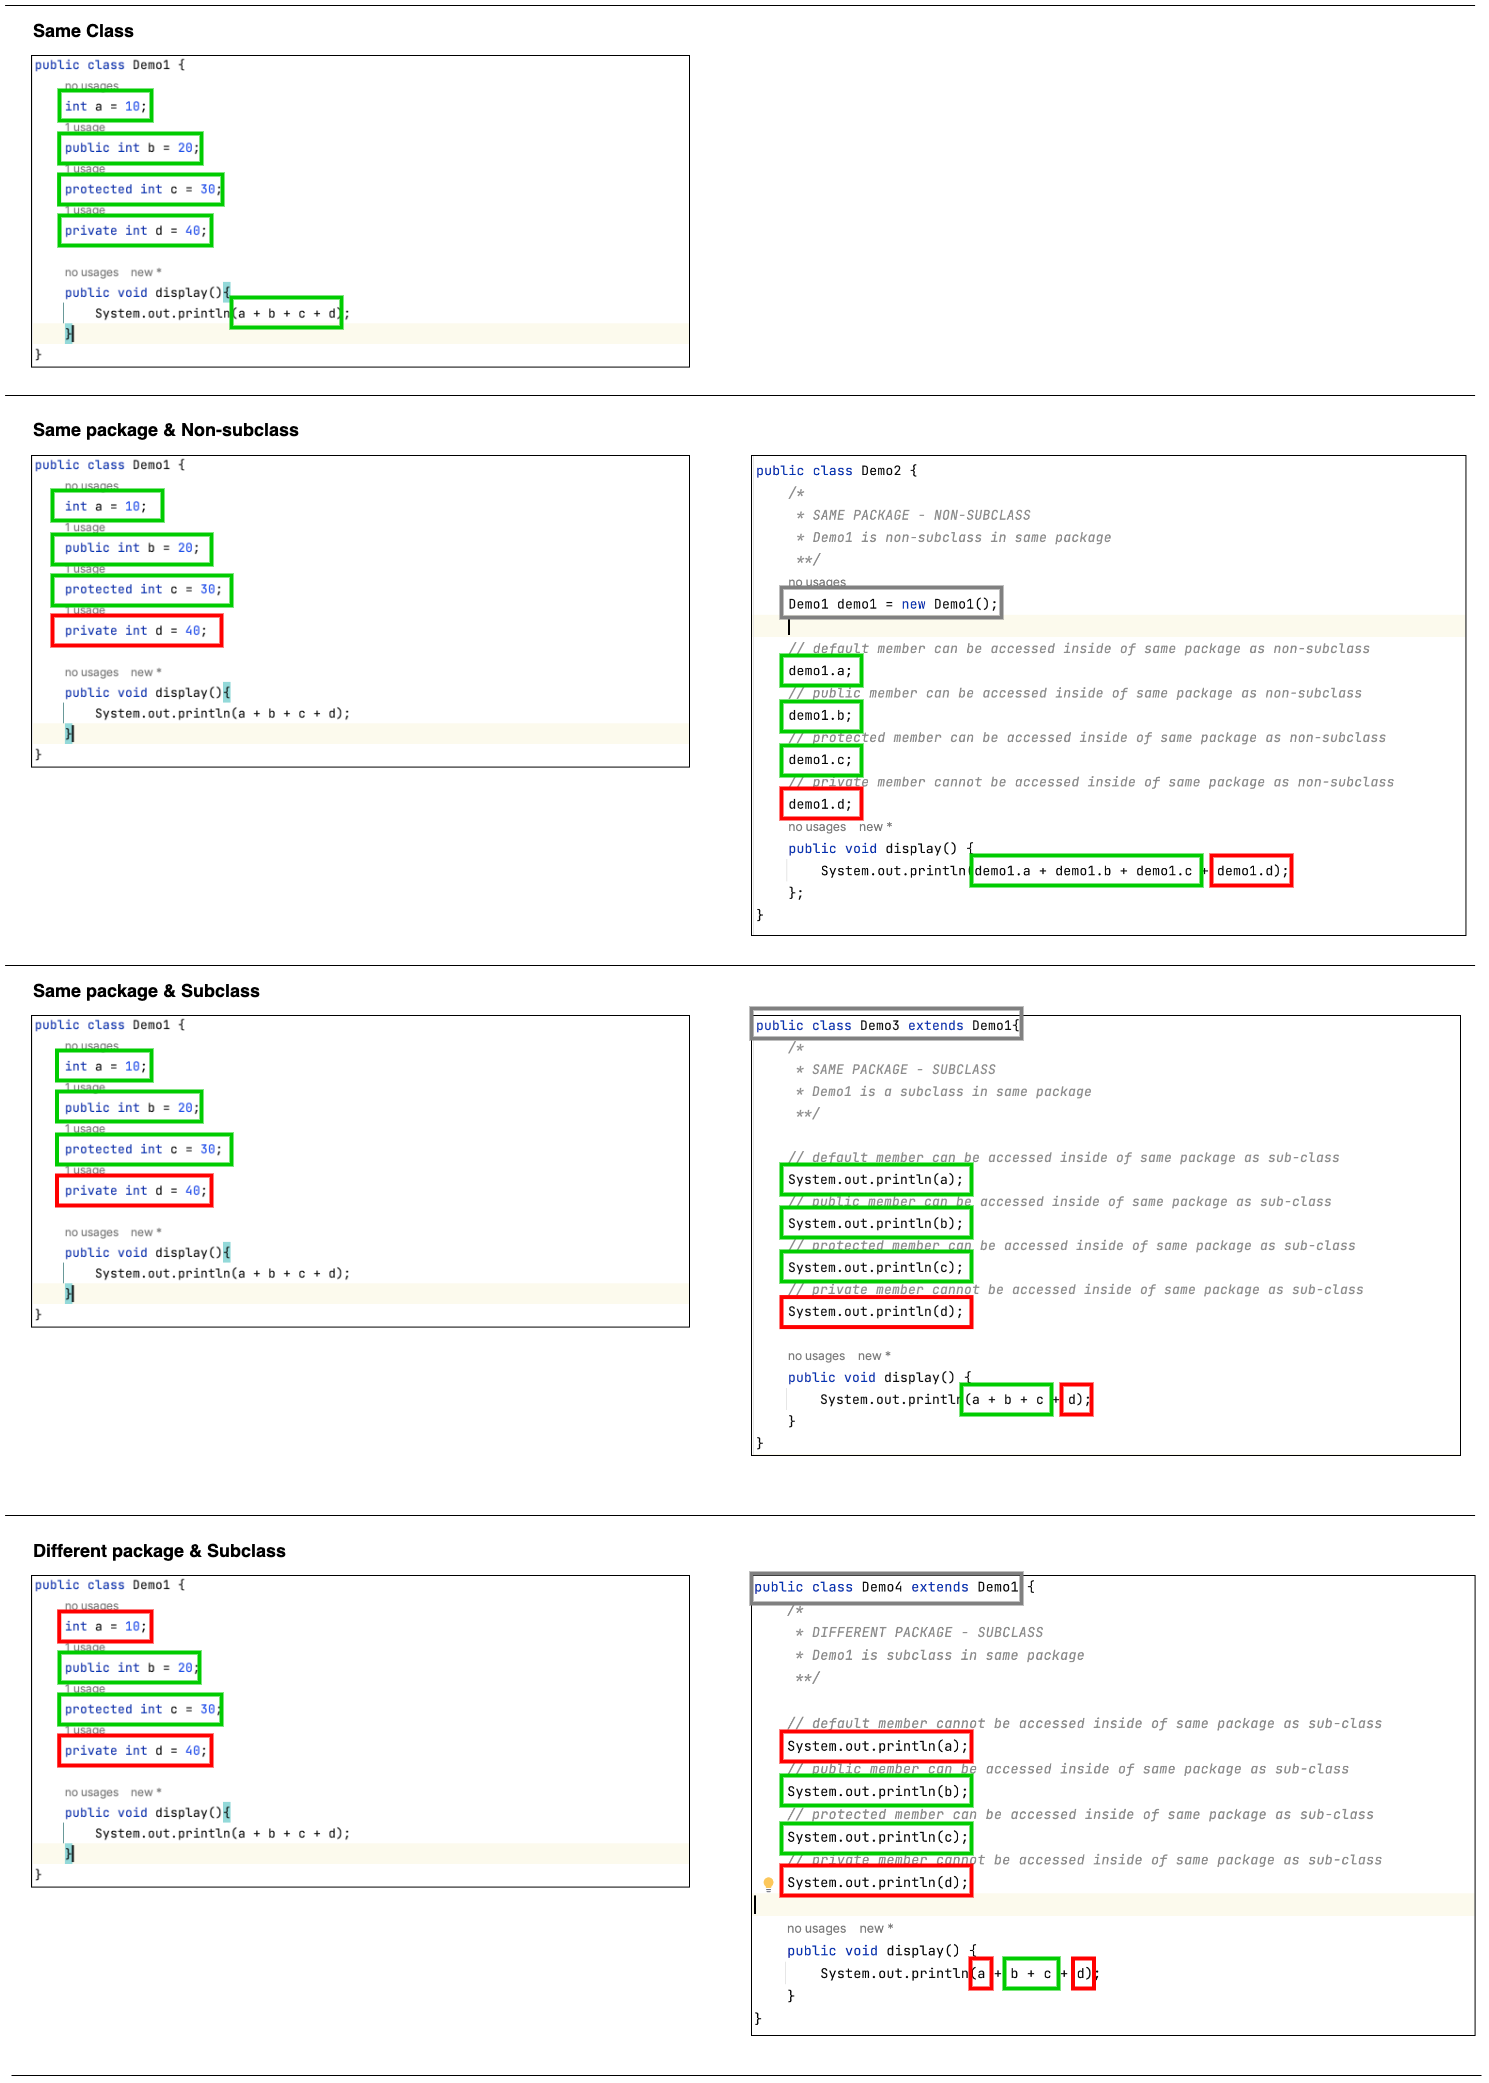 Same Class
public class Demo1 {
no usages
int a = 10;
1 usage
public int b = 20;
1 usage
protected int c = 30;
1 usage
private int d = 40;
no usages new *
public void display(){
System.out.println(a + b + c + d);
}
}
Same package & Non-subclass
public class Demo1 {
no usages
int a = 10;
1 usage
public int b = 20;
1 usage
protected int c = 30;
1 usage
private int d = 40;
no usages new *
public void display(){
System.out.println(a + b + c + d);
}
}
public class Demo2 {
/*
* SAME PACKAGE - NON-SUBCLASS
* Demo1 is non-subclass in same package
**/
no usages
Demo1 demo1 = new Demo1();
// default member can be accessed inside of same package as non-subclass
demo1.a;
// public member can be accessed inside of same package as non-subclass
demo1.b;
// protected member can be accessed inside of same package as non-subclass
demo1.c;
// private member cannot be accessed inside of same package as non-subclass
demo1.d;
no usages new *
public void display() {
System.out.println(demo1.a + demo1.b + demo1.c + demo1.d);
};
}
Same package & Subclass
public class Demo1 {
no usages
int a = 10;
1 usage
public int b = 20;
1 usage
protected int c = 30;
1 usage
private int d = 40;
no usages new *
public void display(){
System.out.println(a + b + c + d);
}
}
public class Demo3 extends Demo1{
/*
* SAME PACKAGE - SUBCLASS
* Demo1 is a subclass in same package
**/
// default member can be accessed inside of same package as sub-class
System.out.println(a);
// public member can be accessed inside of same package as sub-class
System.out.println(b);
// protected member can be accessed inside of same package as sub-class
System.out.println(c);
// private member cannot be accessed inside of same package as sub-class
System.out.println(d);
no usages new *
public void display() {
System.out.println(a + b + c + d);
}
}
Different package & Subclass
public class Demo1 {
no usages
int a = 10;
1 usage
public int b = 20;
1 usage
protected int c = 30;
1 usage
private int d = 40;
no usages new *
public void display(){
System.out.println(a + b + c + d);
}
}
public class Demo4 extends Demo1 {
/*
* DIFFERENT PACKAGE - SUBCLASS
* Demo1 is subclass in same package
**/
// default member cannot be accessed inside of same package as sub-class
System.out.println(a);
// public member can be accessed inside of same package as sub-class
System.out.println(b);
// protected member can be accessed inside of same package as sub-class
System.out.println(c);
// private member cannot be accessed inside of same package as sub-class
System.out.println(d);
no usages new *
public void display() {
System.out.println(a + b + c + d);
}
}